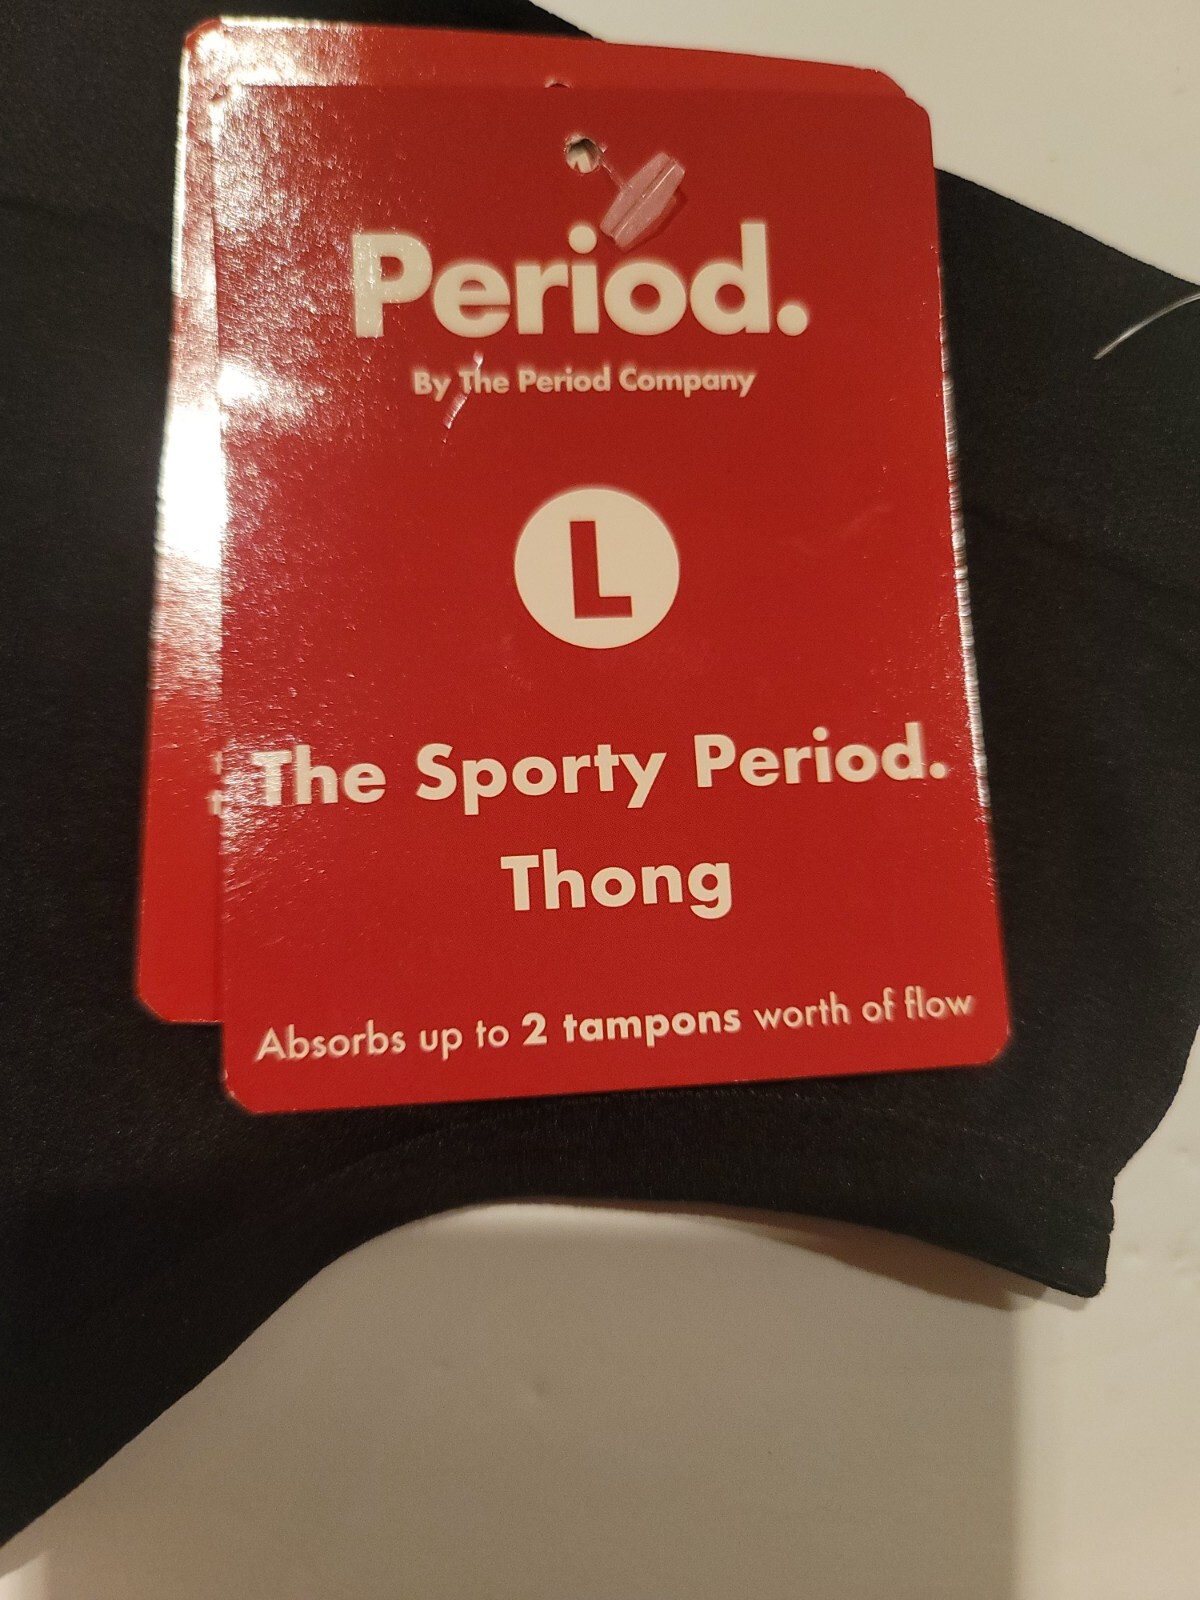 Period.
By The Period Company
L
The Sporty Period.
Thong
Absorbs up to 2 tampons worth of flow